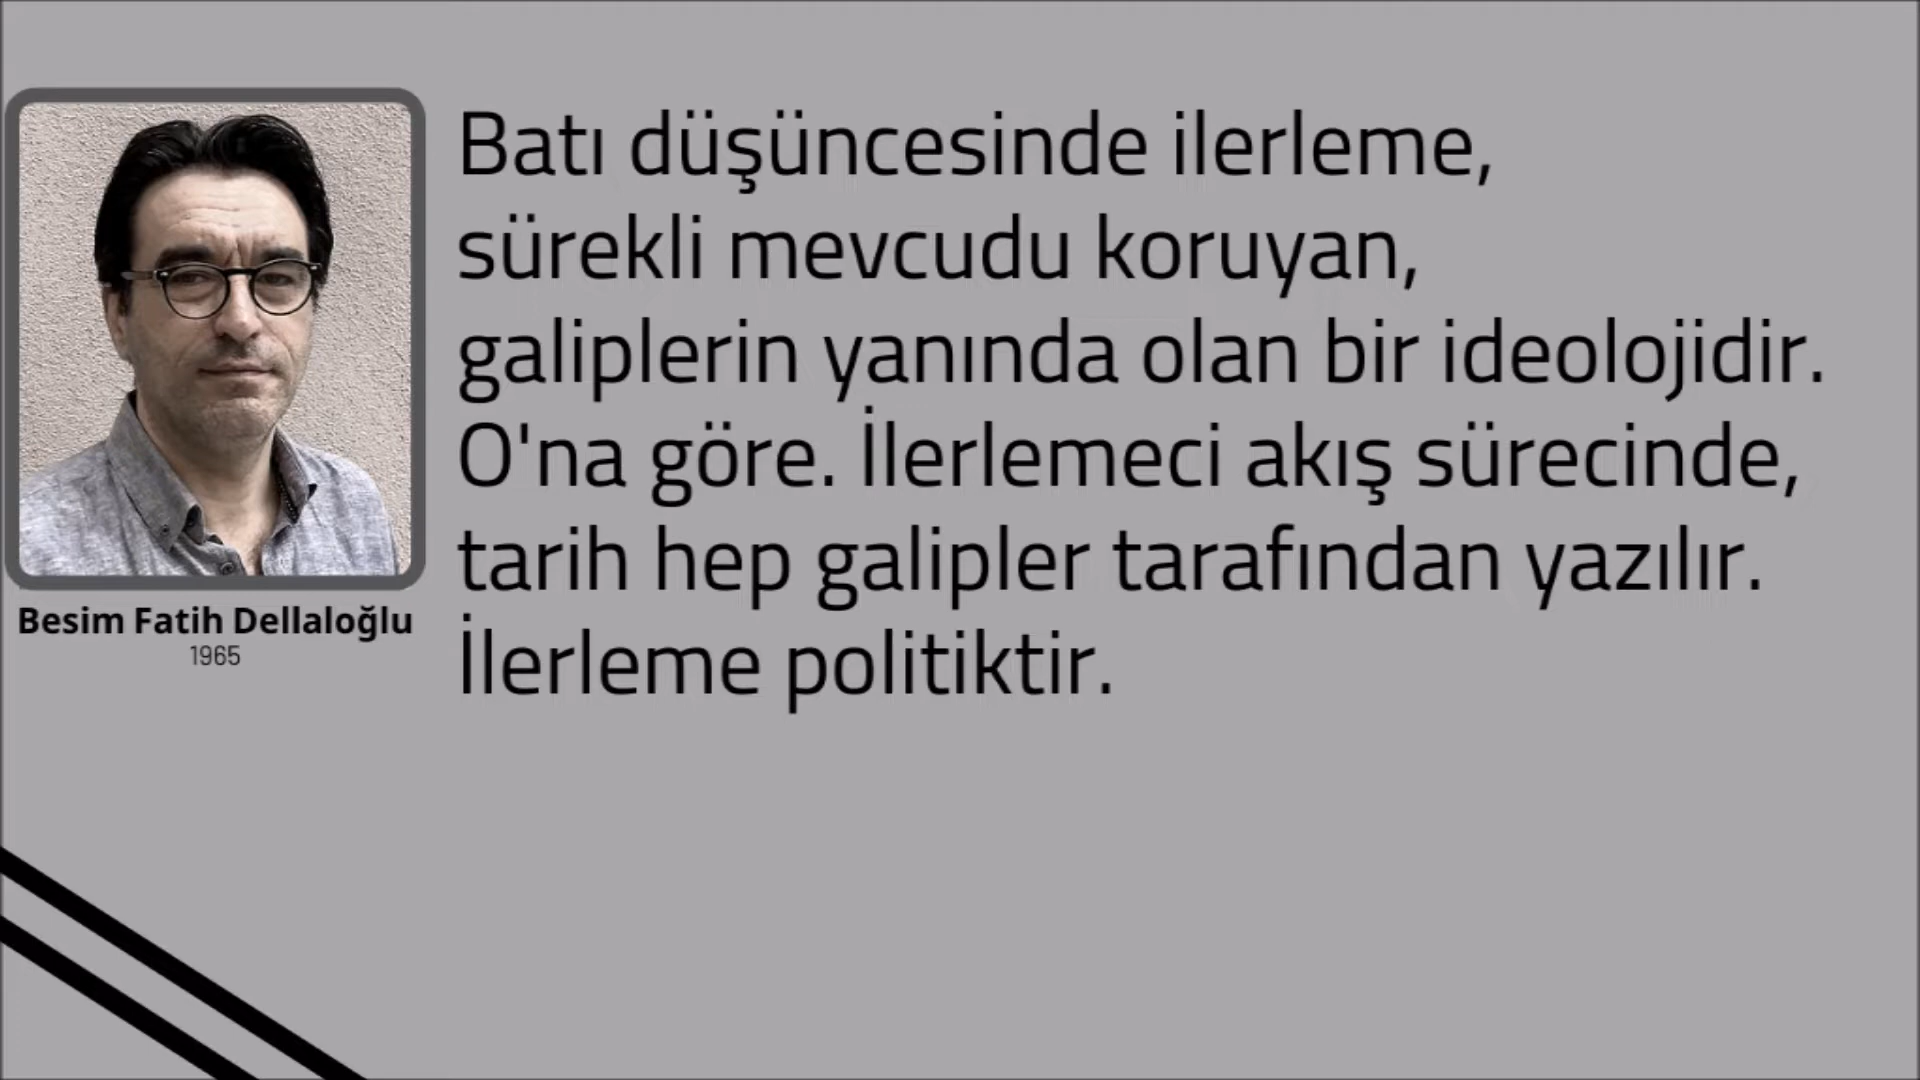 Batı düşüncesinde ilerleme,
sürekli mevcudu koruyan,
galiplerin yanında olan bir ideolojidir.
O'na göre. İlerlemeci akış sürecinde,
tarih hep galipler tarafından yazılır.
İlerleme politiktir.
Besim Fatih Dellaloğlu
1965